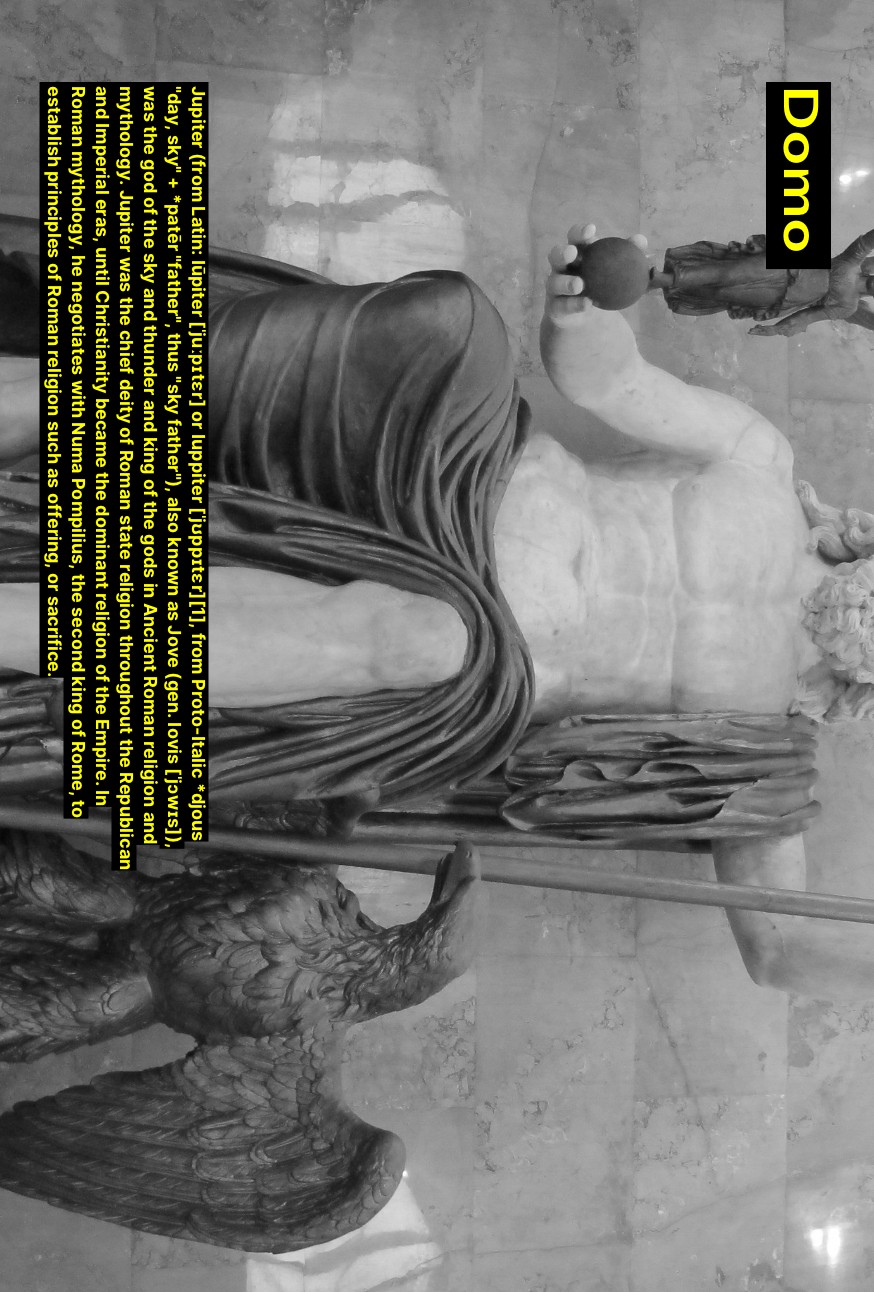 Domo
Jupiter (from Latin: Iūpiter [ˈjuːpɪtɛr] or Iuppiter [ˈjʊppɪtɛr][1], from Proto-Italic *djous
"day, sky" + *patēr "father", thus "sky father"), also known as Jove (gen. Iovis [ˈjɔwɪs]),
was the god of the sky and thunder and king of the gods in Ancient Roman religion and
mythology. Jupiter was the chief deity of Roman state religion throughout the Republican
and Imperial eras, until Christianity became the dominant religion of the Empire. In
Roman mythology, he negotiates with Numa Pompilius, the second king of Rome, to
establish principles of Roman religion such as offering, or sacrifice.